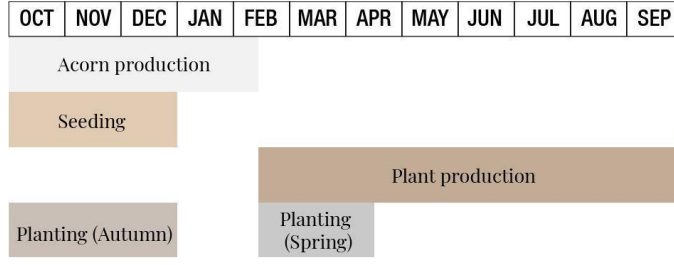 OCT NOV DEC JAN FEB MAR APR MAY JUN JUL AUG SEP
Acorn production
Seeding
Plant production
Planting (Autumn)
Planting
(Spring)